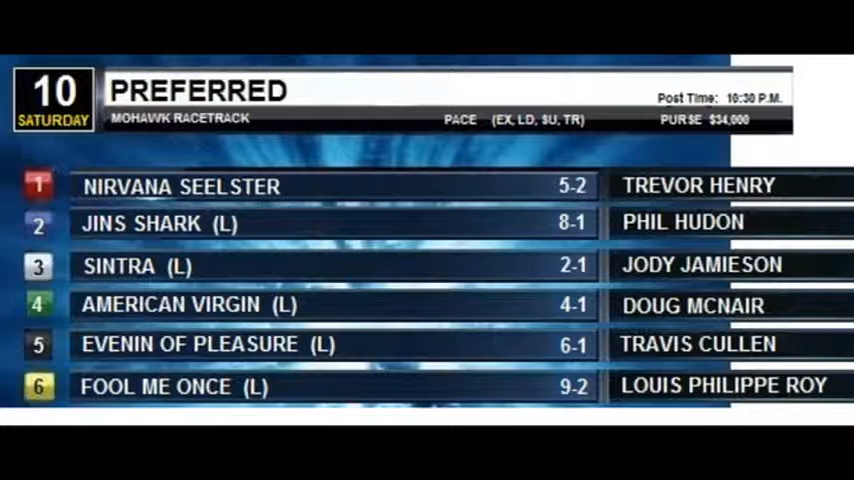 10 PREFERRED
Post Time: 10:30 P.M.
SATURDAY MOHAWK RACETRACK PACE (EX, LD, SU, TR) PURSE $34,000
1 NIRVANA SEELSTER 5-2 TREVOR HENRY
2 JINS SHARK (L) 8-1 PHIL HUDON
3 SINTRA (L) 2-1 JODY JAMIESON
4 AMERICAN VIRGIN (L) 4-1 DOUG MCNAIR
5 EVENIN OF PLEASURE (L) 6-1 TRAVIS CULLEN
6 FOOL ME ONCE (L) 9-2 LOUIS PHILIPPE ROY